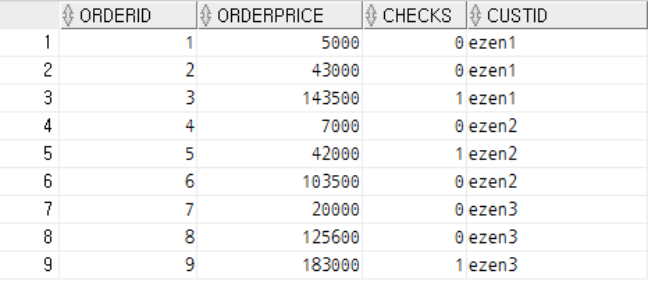 ORDERID ORDERPRICE CHECKS CUSTID
1 1 5000 0 ezen1
2 2 43000 0 ezen1
3 3 143500 1 ezen1
4 4 7000 0 ezen2
5 5 42000 1 ezen2
6 6 103500 0 ezen2
7 7 20000 0 ezen3
8 8 125600 0 ezen3
9 9 183000 1 ezen3